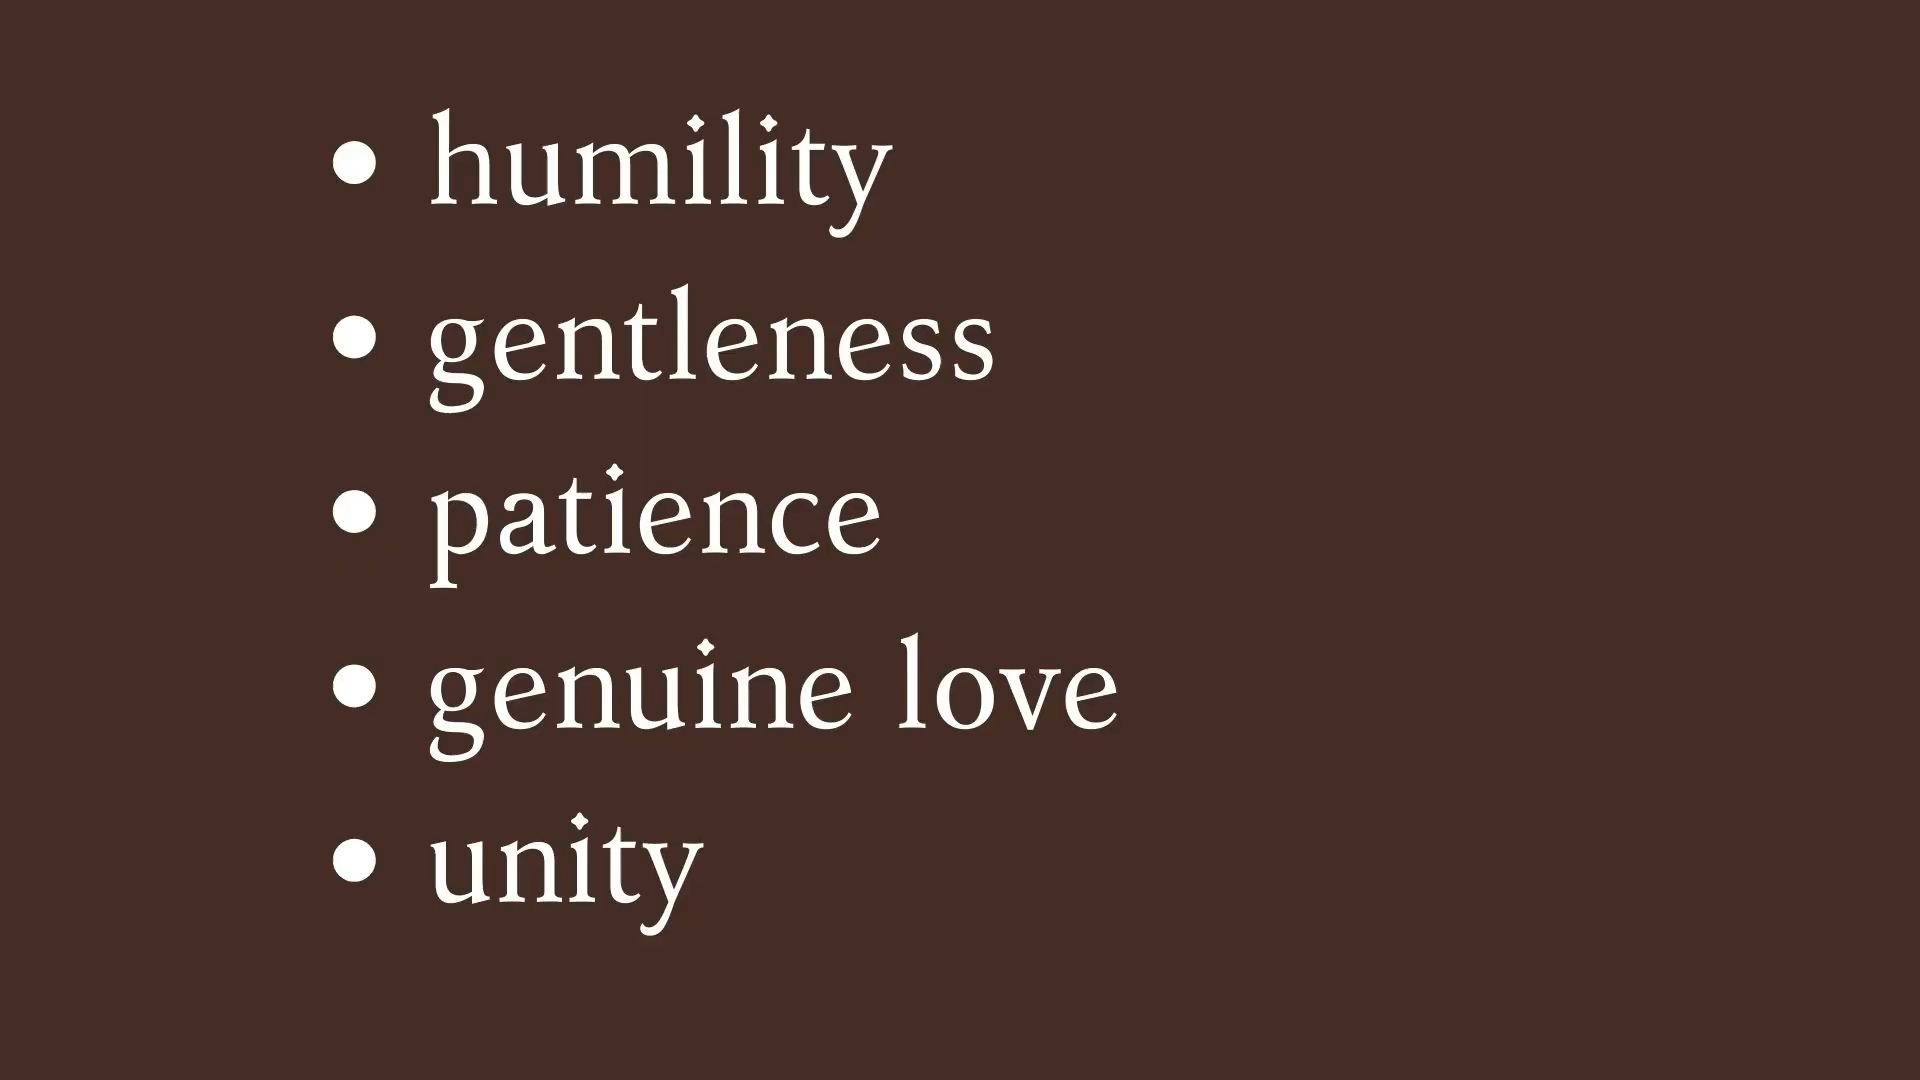 • humility
• gentleness
• patience
• genuine love
• unity